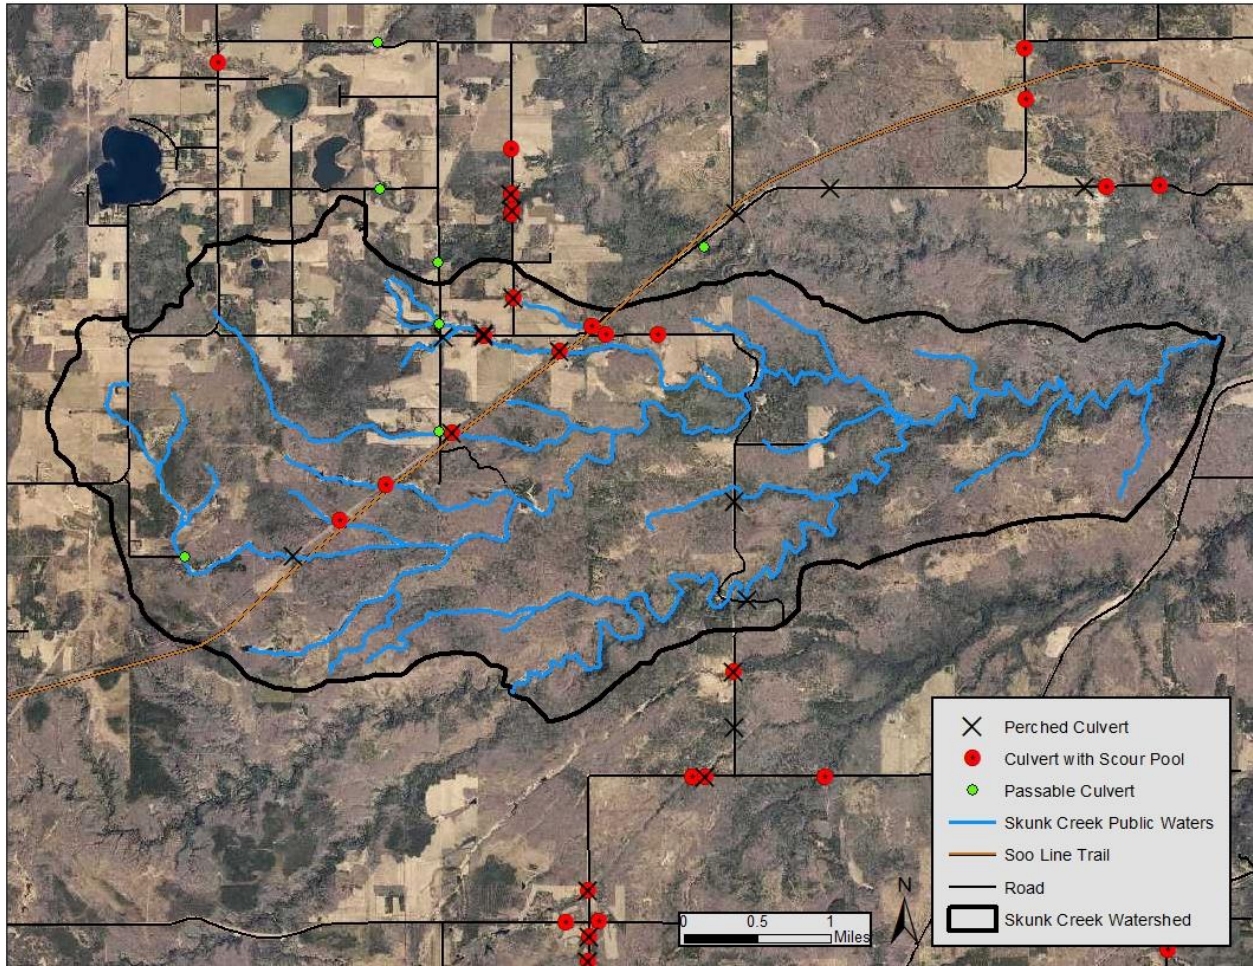 Perched Culvert
Culvert with Scour Pool
Passable Culvert
Skunk Creek Public Waters
Soo Line Trail
Road
Skunk Creek Watershed
N
0 0.5 1
Miles